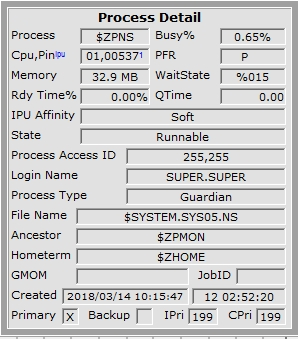 Process Detail
Process $ZPNS Busy% 0.65%
Cpu,Pin Ipu 01,00537 1 PFR P
Memory 32.9 MB WaitState %015
Rdy Time% 0.00% QTime 0.00
IPU Affinity Soft
State Runnable
Process Access ID 255,255
Login Name SUPER.SUPER
Process Type Guardian
File Name $SYSTEM.SYS05.NS
Ancestor $ZPMON
Hometerm $ZHOME
GMOM JobID
Created 2018/03/14 10:15:47 12 02:52:20
Primary X Backup IPri 199 CPri 199